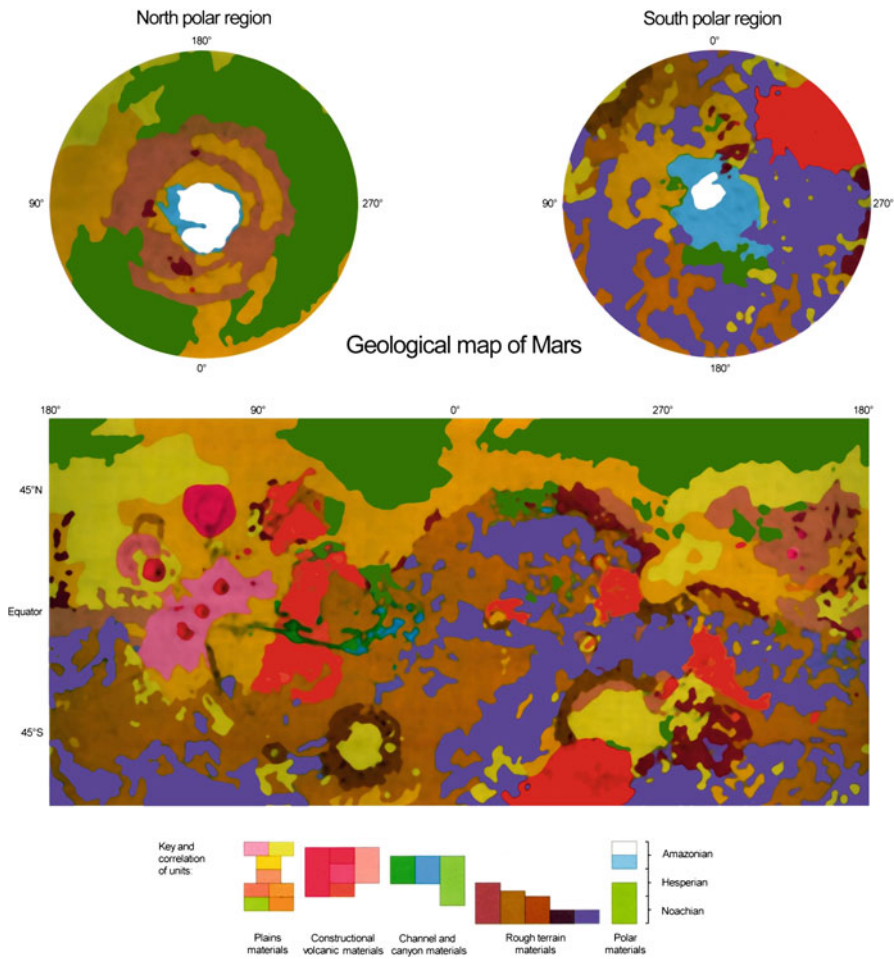 North polar region
South polar region
180°
0°
90°
270°
90°
270°
0°
180°
Geological map of Mars
180°
90°
0°
270°
180°
45°N
Equator
45°S
Key and
correlation
of units:
Amazonian
Hesperian
Noachian
Plains
materials
Constructional
volcanic materials
Channel and
canyon materials
Rough terrain
materials
Polar
materials